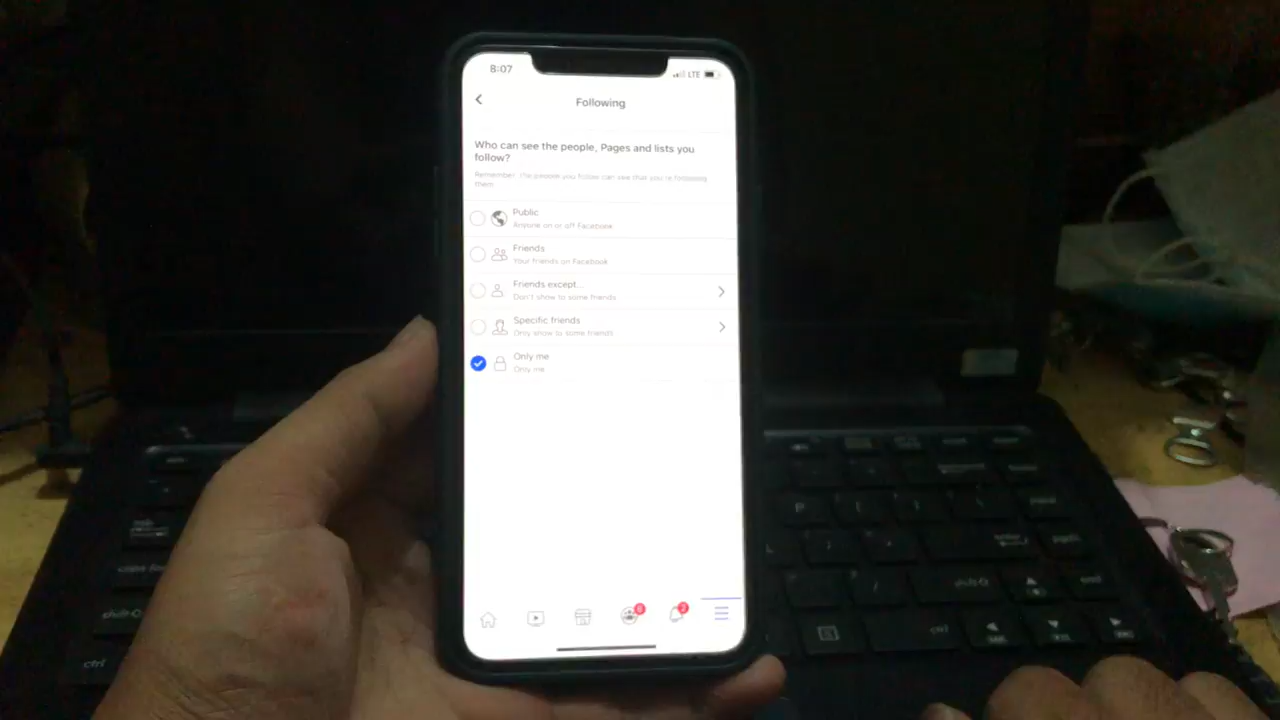 8:07
LTE
Following
Who can see the people, Pages and lists you
follow?
Remember, the people you follow can see that you're following
them.
Public
Anyone on or off Facebook
Friends
Your friends on Facebook
Friends except...
Don't show to some friends
Specific friends
Only show to some friends
Only me
Only me
P
ctrl
ctrl